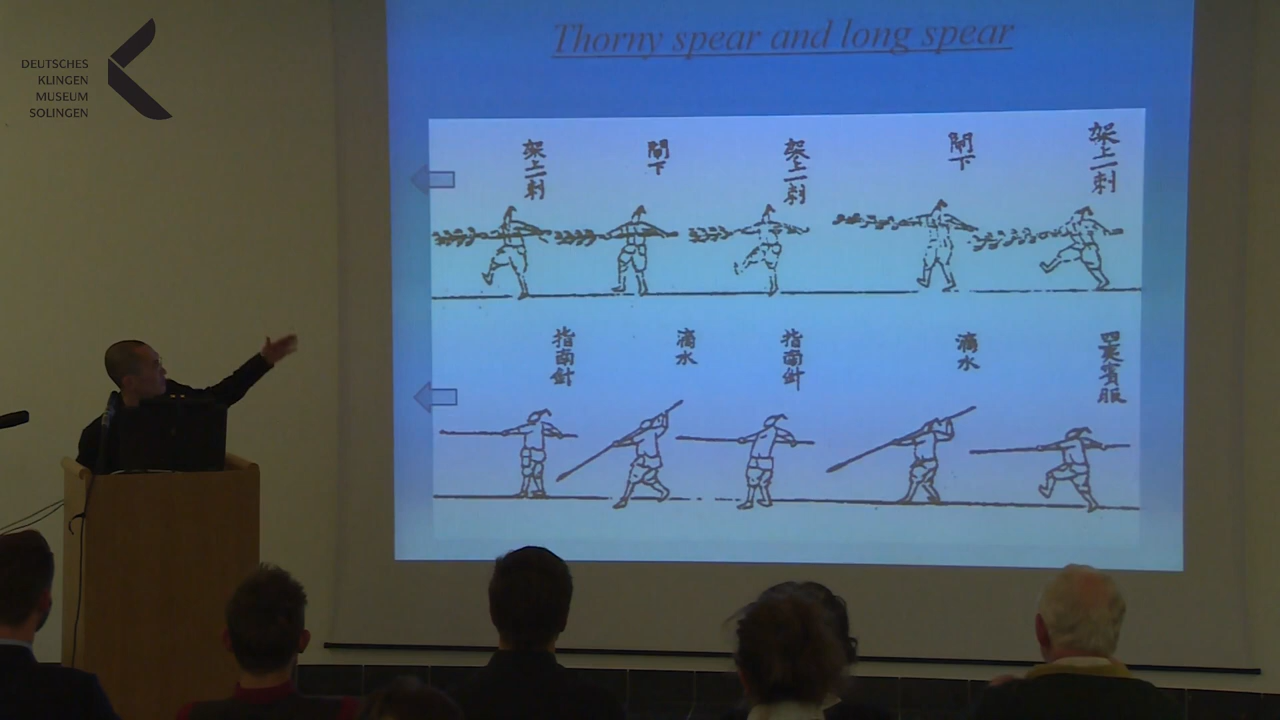 DEUTSCHES
KLINGEN
MUSEUM
SOLINGEN
Thorny spear and long spear
架上一刺
閘下
架上一刺
閘下
架上一刺
指南針
滴水
指南針
滴水
四夷賓服